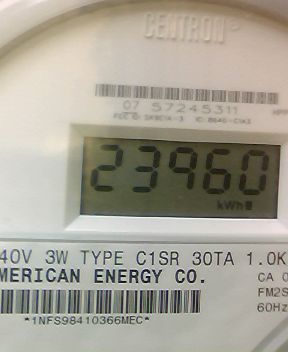 CENTRON®
07 57245311
23960
kWh
40V 3W TYPE C1SR 30TA 1.0K
MERICAN ENERGY CO.
CA 0
FM2S
60Hz
*1NFS98410366MEC*